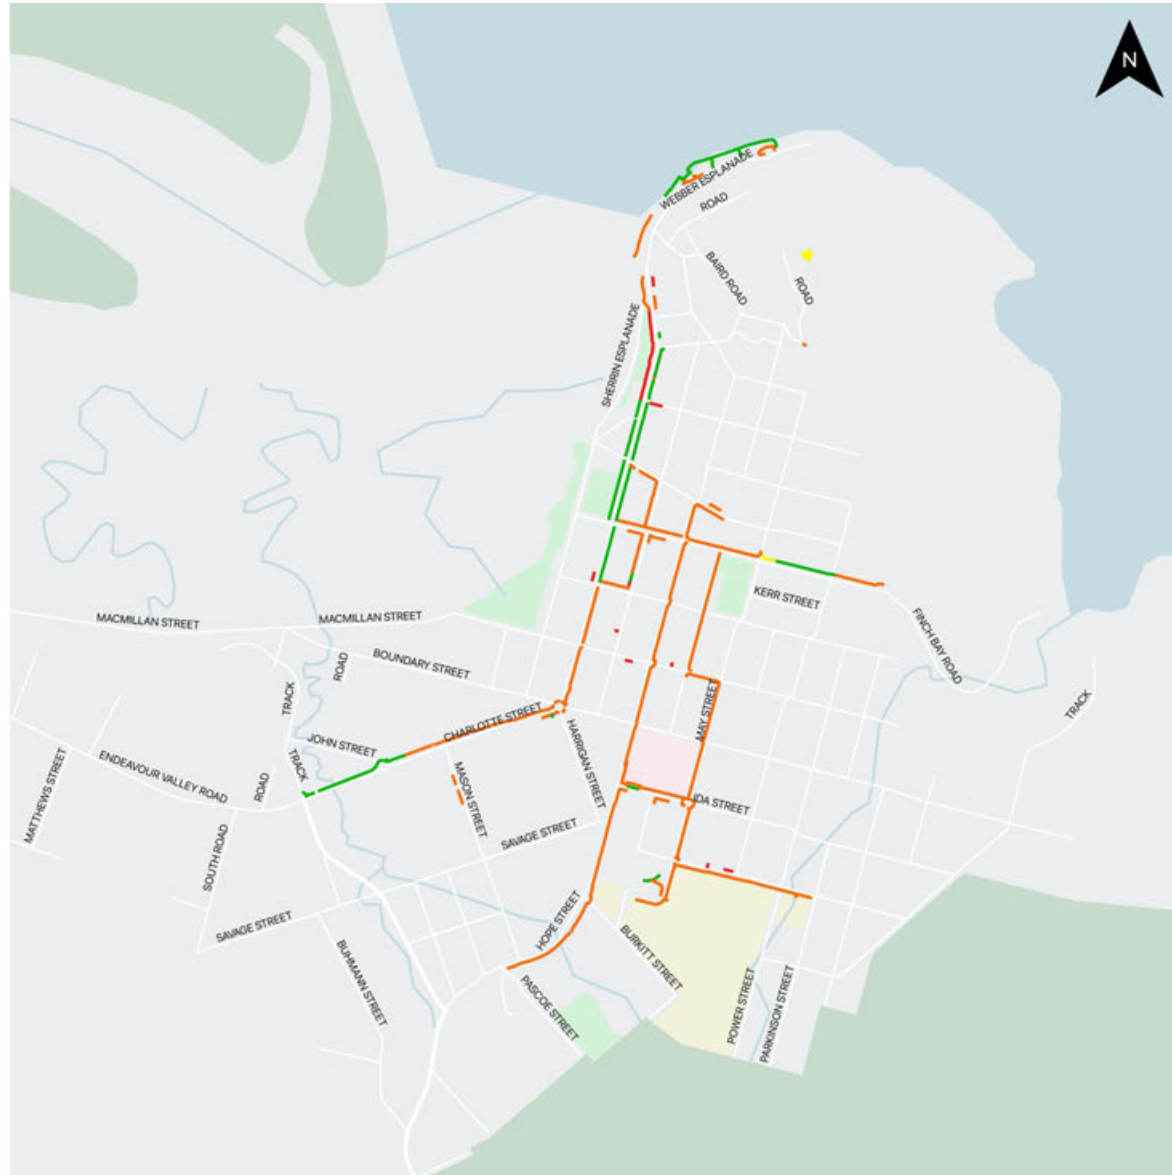 N
WEBBER ESPLANADE
ROAD
BAIRD ROAD
ROAD
SHERRIN ESPLANADE
KERR STREET
MACMILLAN STREET
MACMILLAN STREET
FINCH BAY ROAD
BOUNDARY STREET
ROAD
TRACK
TRACK
MAY STREET
CHARLOTTE STREET
HARRIGAN STREET
JOHN STREET
TRACK
ENDEAVOUR VALLEY ROAD
ROAD
MASON STREET
MATTHEWS STREET
IDA STREET
SAVAGE STREET
SOUTH ROAD
HOPE STREET
SAVAGE STREET
BURKITT STREET
BUHMANN STREET
PASCOE STREET
POWER STREET
PARKINSON STREET